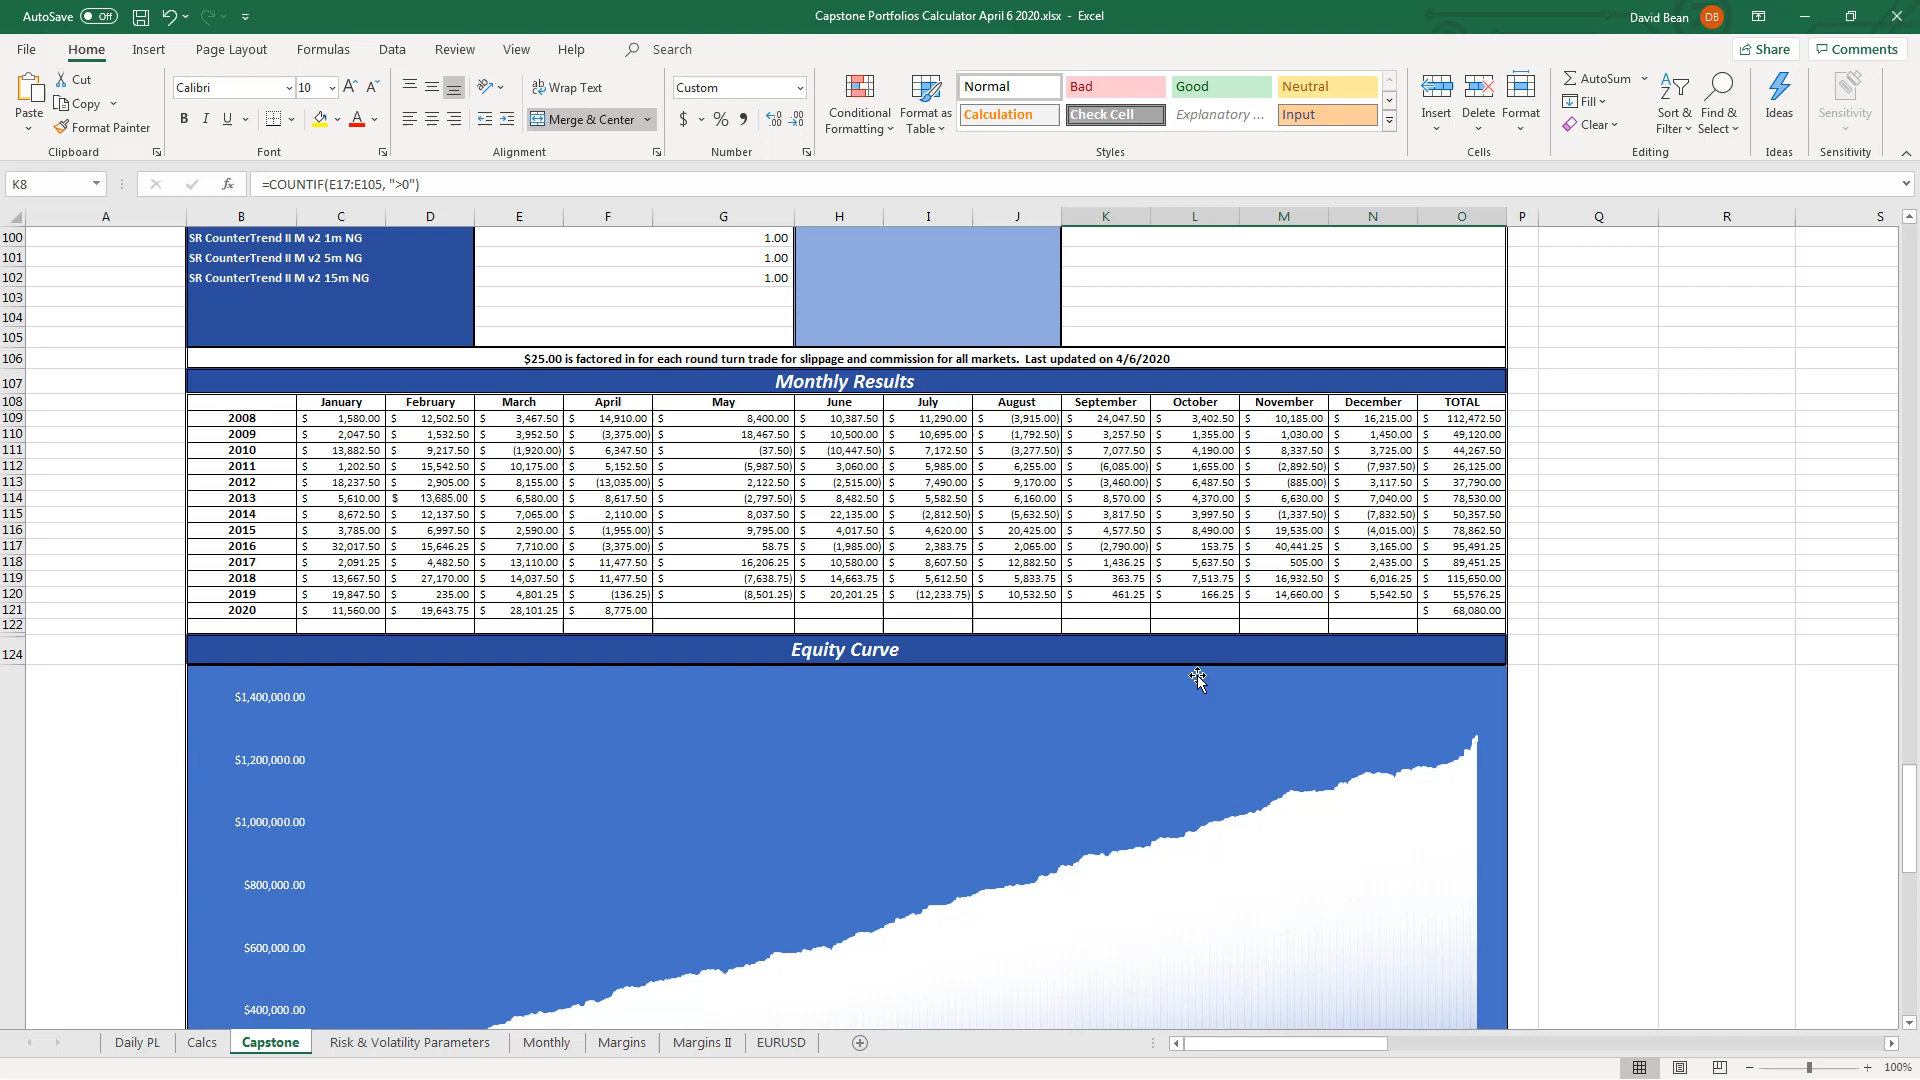 AutoSave Off Capstone Portfolios Calculator April 6 2020.xlsx - Excel David Bean DB
File Home Insert Page Layout Formulas Data Review View Help Search Share Comments
Paste Cut Copy Format Painter Clipboard
Calibri 10 A A B I U A Font
Wrap Text Merge & Center Alignment
Custom $ % Number
Conditional Formatting Format as Table Normal Bad Good Neutral Calculation Check Cell Explanatory ... Input Styles
Insert Delete Format Cells
AutoSum Fill Clear Sort & Filter Find & Select Editing
Ideas Ideas
Sensitivity Sensitivity
K8 fx =COUNTIF(E17:E105, ">0")
A B C D E F G H I J K L M N O P Q R S
100 SR CounterTrend II M v2 1m NG 1.00
101 SR CounterTrend II M v2 5m NG 1.00
102 SR CounterTrend II M v2 15m NG 1.00
103
104
105
106 $25.00 is factored in for each round turn trade for slippage and commission for all markets. Last updated on 4/6/2020
107 Monthly Results
108 January February March April May June July August September October November December TOTAL
109 2008 $ 1,580.00 $ 12,502.50 $ 3,467.50 $ 14,910.00 $ 8,400.00 $ 10,387.50 $ 11,290.00 $ (3,915.00) $ 24,047.50 $ 3,402.50 $ 10,185.00 $ 16,215.00 $ 112,472.50
110 2009 $ 2,047.50 $ 1,532.50 $ 3,952.50 $ (3,375.00) $ 18,467.50 $ 10,500.00 $ 10,695.00 $ (1,792.50) $ 3,257.50 $ 1,355.00 $ 1,030.00 $ 1,450.00 $ 49,120.00
111 2010 $ 13,882.50 $ 9,217.50 $ (1,920.00) $ 6,347.50 $ (37.50) $ (10,447.50) $ 7,172.50 $ (3,277.50) $ 7,077.50 $ 4,190.00 $ 8,337.50 $ 3,725.00 $ 44,267.50
112 2011 $ 1,202.50 $ 15,542.50 $ 10,175.00 $ 5,152.50 $ (5,987.50) $ 3,060.00 $ 5,985.00 $ 6,255.00 $ (6,085.00) $ 1,655.00 $ (2,892.50) $ (7,937.50) $ 26,125.00
113 2012 $ 18,237.50 $ 2,905.00 $ 8,155.00 $ (13,035.00) $ 2,122.50 $ (2,515.00) $ 7,490.00 $ 9,170.00 $ (3,460.00) $ 6,487.50 $ (885.00) $ 3,117.50 $ 37,790.00
114 2013 $ 5,610.00 $ 13,685.00 $ 6,580.00 $ 8,617.50 $ (2,797.50) $ 8,482.50 $ 5,582.50 $ 6,160.00 $ 8,570.00 $ 4,370.00 $ 6,630.00 $ 7,040.00 $ 78,530.00
115 2014 $ 8,672.50 $ 12,137.50 $ 7,065.00 $ 2,110.00 $ 8,037.50 $ 22,135.00 $ (2,812.50) $ (5,632.50) $ 3,817.50 $ 3,997.50 $ (1,337.50) $ (7,832.50) $ 50,357.50
116 2015 $ 3,785.00 $ 6,997.50 $ 2,590.00 $ (1,955.00) $ 9,795.00 $ 4,017.50 $ 4,620.00 $ 20,425.00 $ 4,577.50 $ 8,490.00 $ 19,535.00 $ (4,015.00) $ 78,862.50
117 2016 $ 32,017.50 $ 15,646.25 $ 7,710.00 $ (3,375.00) $ 58.75 $ (1,985.00) $ 2,383.75 $ 2,065.00 $ (2,790.00) $ 153.75 $ 40,441.25 $ 3,165.00 $ 95,491.25
118 2017 $ 2,091.25 $ 4,482.50 $ 13,110.00 $ 11,477.50 $ 16,206.25 $ 10,580.00 $ 8,607.50 $ 12,882.50 $ 1,436.25 $ 5,637.50 $ 505.00 $ 2,435.00 $ 89,451.25
119 2018 $ 13,667.50 $ 27,170.00 $ 14,037.50 $ 11,477.50 $ (7,638.75) $ 14,663.75 $ 5,612.50 $ 5,833.75 $ 363.75 $ 7,513.75 $ 16,932.50 $ 6,016.25 $ 115,650.00
120 2019 $ 19,847.50 $ 235.00 $ 4,801.25 $ (136.25) $ (8,501.25) $ 20,201.25 $ (12,233.75) $ 10,532.50 $ 461.25 $ 166.25 $ 14,660.00 $ 5,542.50 $ 55,576.25
121 2020 $ 11,560.00 $ 19,643.75 $ 28,101.25 $ 8,775.00 $ 68,080.00
122
124 Equity Curve
$1,400,000.00
$1,200,000.00
$1,000,000.00
$800,000.00
$600,000.00
$400,000.00
Daily PL Calcs Capstone Risk & Volatility Parameters Monthly Margins Margins II EURUSD
100%